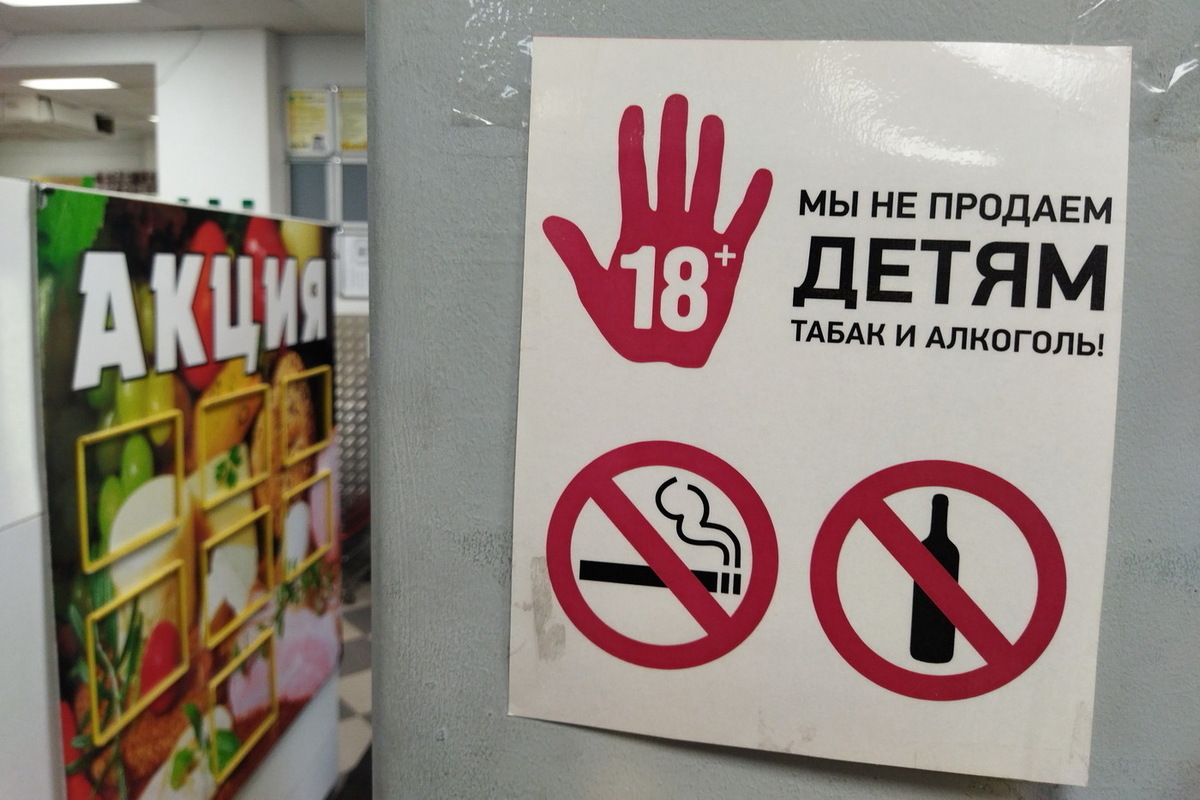 АКЦИЯ
18+
МЫ НЕ ПРОДАЕМ
ДЕТЯМ
ТАБАК И АЛКОГОЛЬ!